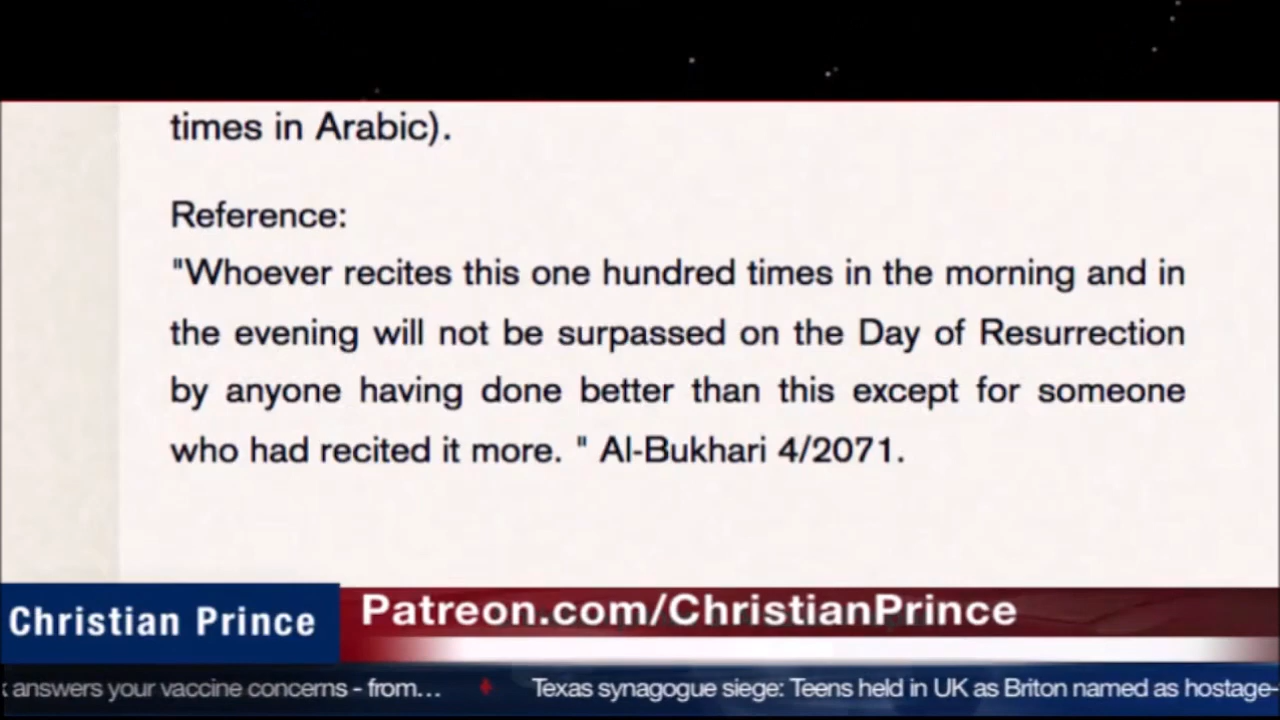 times in Arabic).
Reference:
"Whoever recites this one hundred times in the morning and in
the evening will not be surpassed on the Day of Resurrection
by anyone having done better than this except for someone
who had recited it more. " Al-Bukhari 4/2071.
Christian Prince
Patreon.com/ChristianPrince
answers your vaccine concerns - from...
Texas synagogue siege: Teens held in UK as Briton named as hostage-